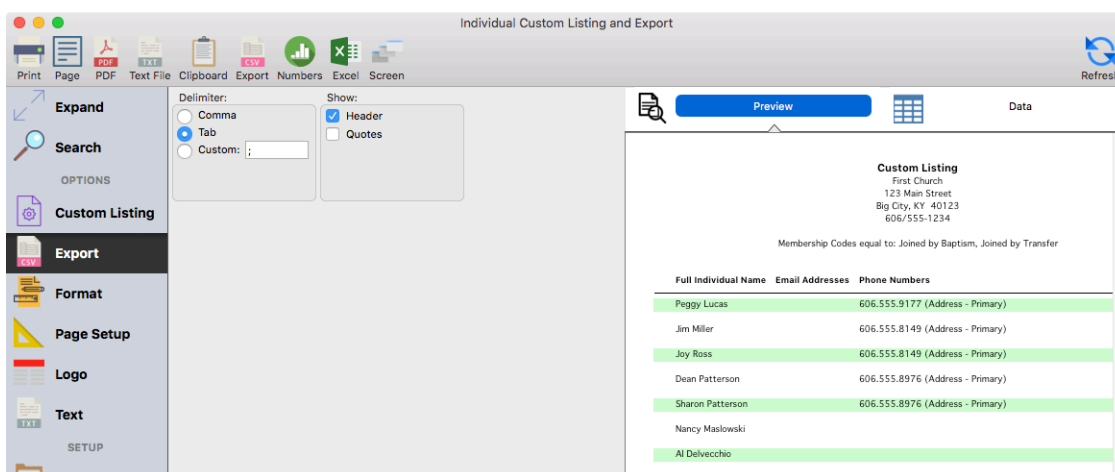 Individual Custom Listing and Export
Print Page PDF Text File Clipboard Export Numbers Excel Screen
PDF TXT CSV
Refresh
Expand
Search
OPTIONS
Custom Listing
Export
CSV
Format
Page Setup
Logo
Text
TXT
SETUP
Delimiter:
Comma
Tab
Custom: ;
Show:
Header
Quotes
Preview Data
Custom Listing
First Church
123 Main Street
Big City, KY 40123
606/555-1234
Membership Codes equal to: Joined by Baptism, Joined by Transfer
Full Individual Name Email Addresses Phone Numbers
Peggy Lucas 606.555.9177 (Address - Primary)
Jim Miller 606.555.8149 (Address - Primary)
Joy Ross 606.555.8149 (Address - Primary)
Dean Patterson 606.555.8976 (Address - Primary)
Sharon Patterson 606.555.8976 (Address - Primary)
Nancy Maslowski
Al Delvecchio